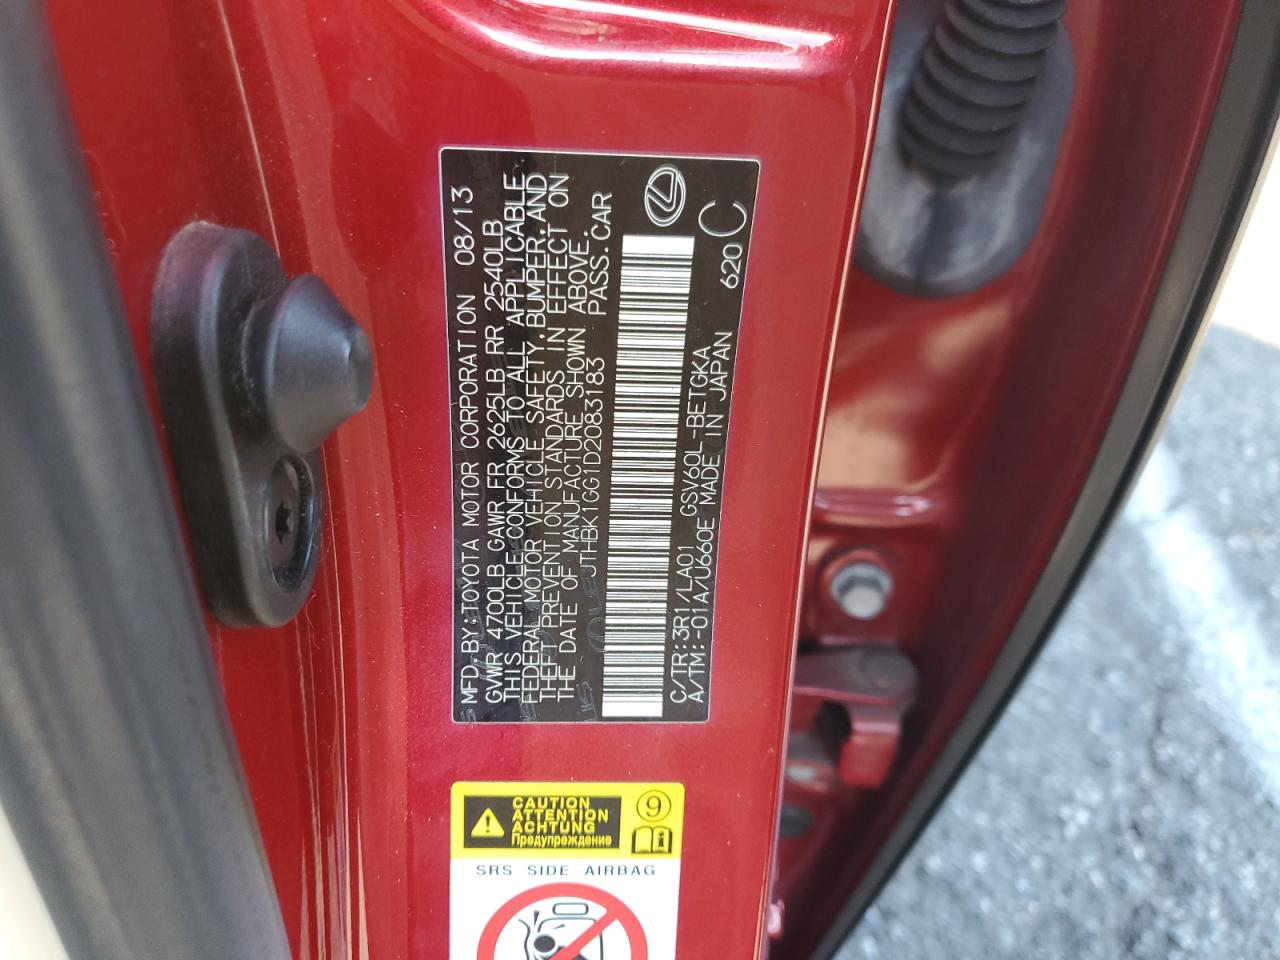 MFD.BY:TOYOTA MOTOR CORPORATION 08/13
GVWR 4700LB GAWR FR 2625LB RR 2540LB
THIS VEHICLE CONFORMS TO ALL APPLICABLE
FEDERAL MOTOR VEHICLE SAFETY,BUMPER,AND
THEFT PREVENTION STANDARDS IN EFFECT ON
THE DATE OF MANUFACTURE SHOWN ABOVE.
JTHBK1GG1D2083183 PASS.CAR
C/TR:3R1/LA01 GSV60L-BETGKA 620 C
A/TM:-01A/U660E MADE IN JAPAN
CAUTION
ATTENTION
ACHTUNG
Предупреждение
9
SRS SIDE AIRBAG